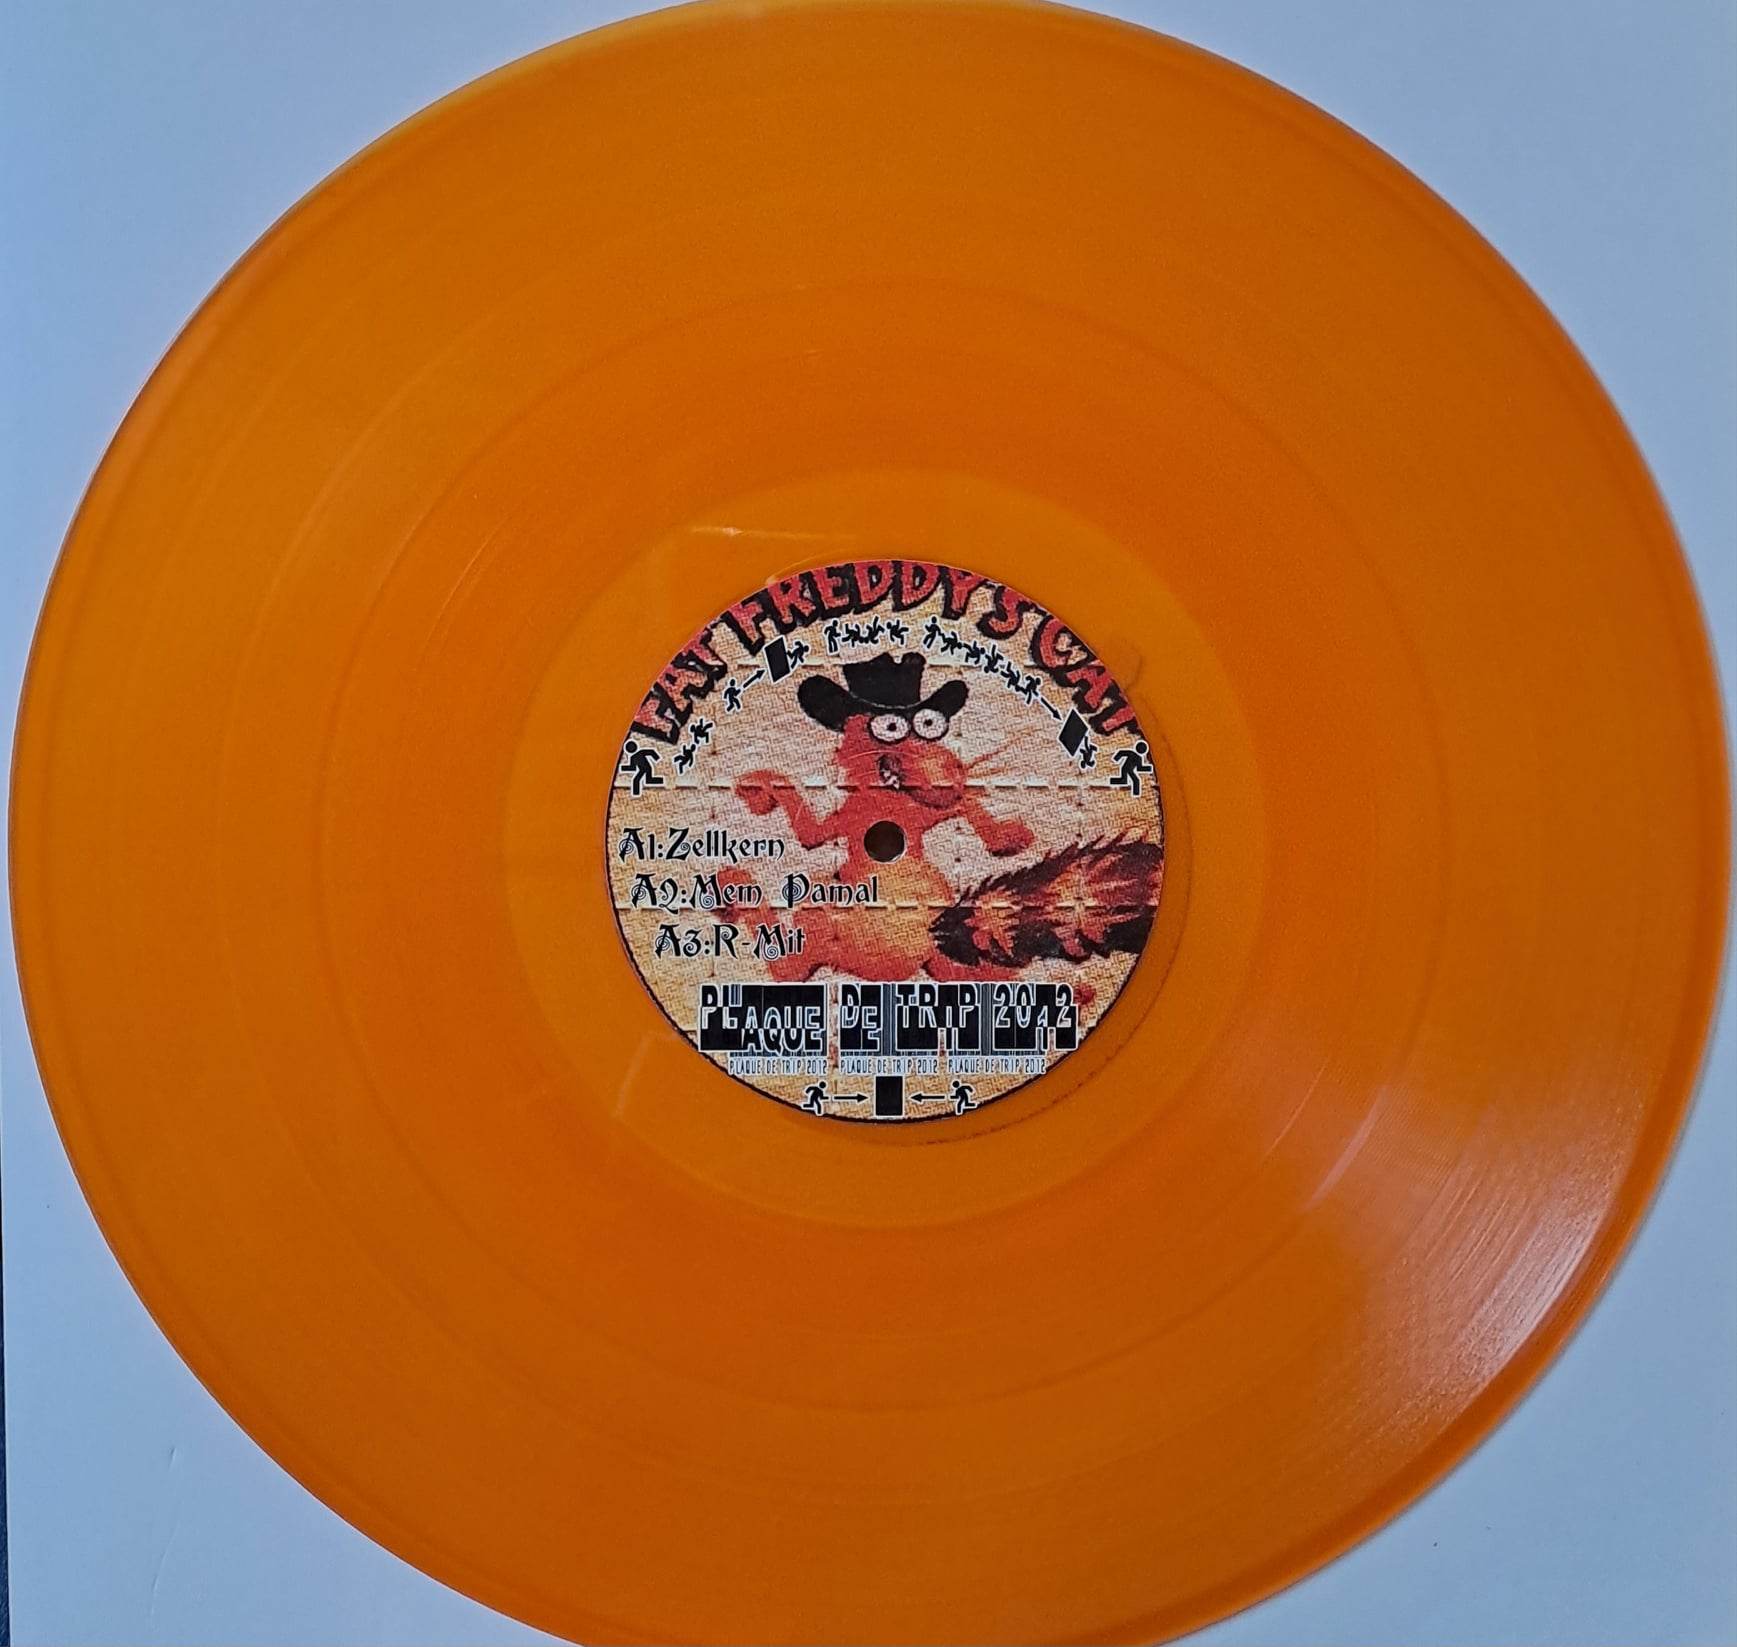 FAT FREDDY'S CAT
A1:Zellkern
A2:Mem Pamal
A3:R-Mit
PLAQUE DE TRIP 2012
PLAQUE DE TRIP 2012 PLAQUE DE TRIP 2012 - PLAQUE DE TRIP 2012